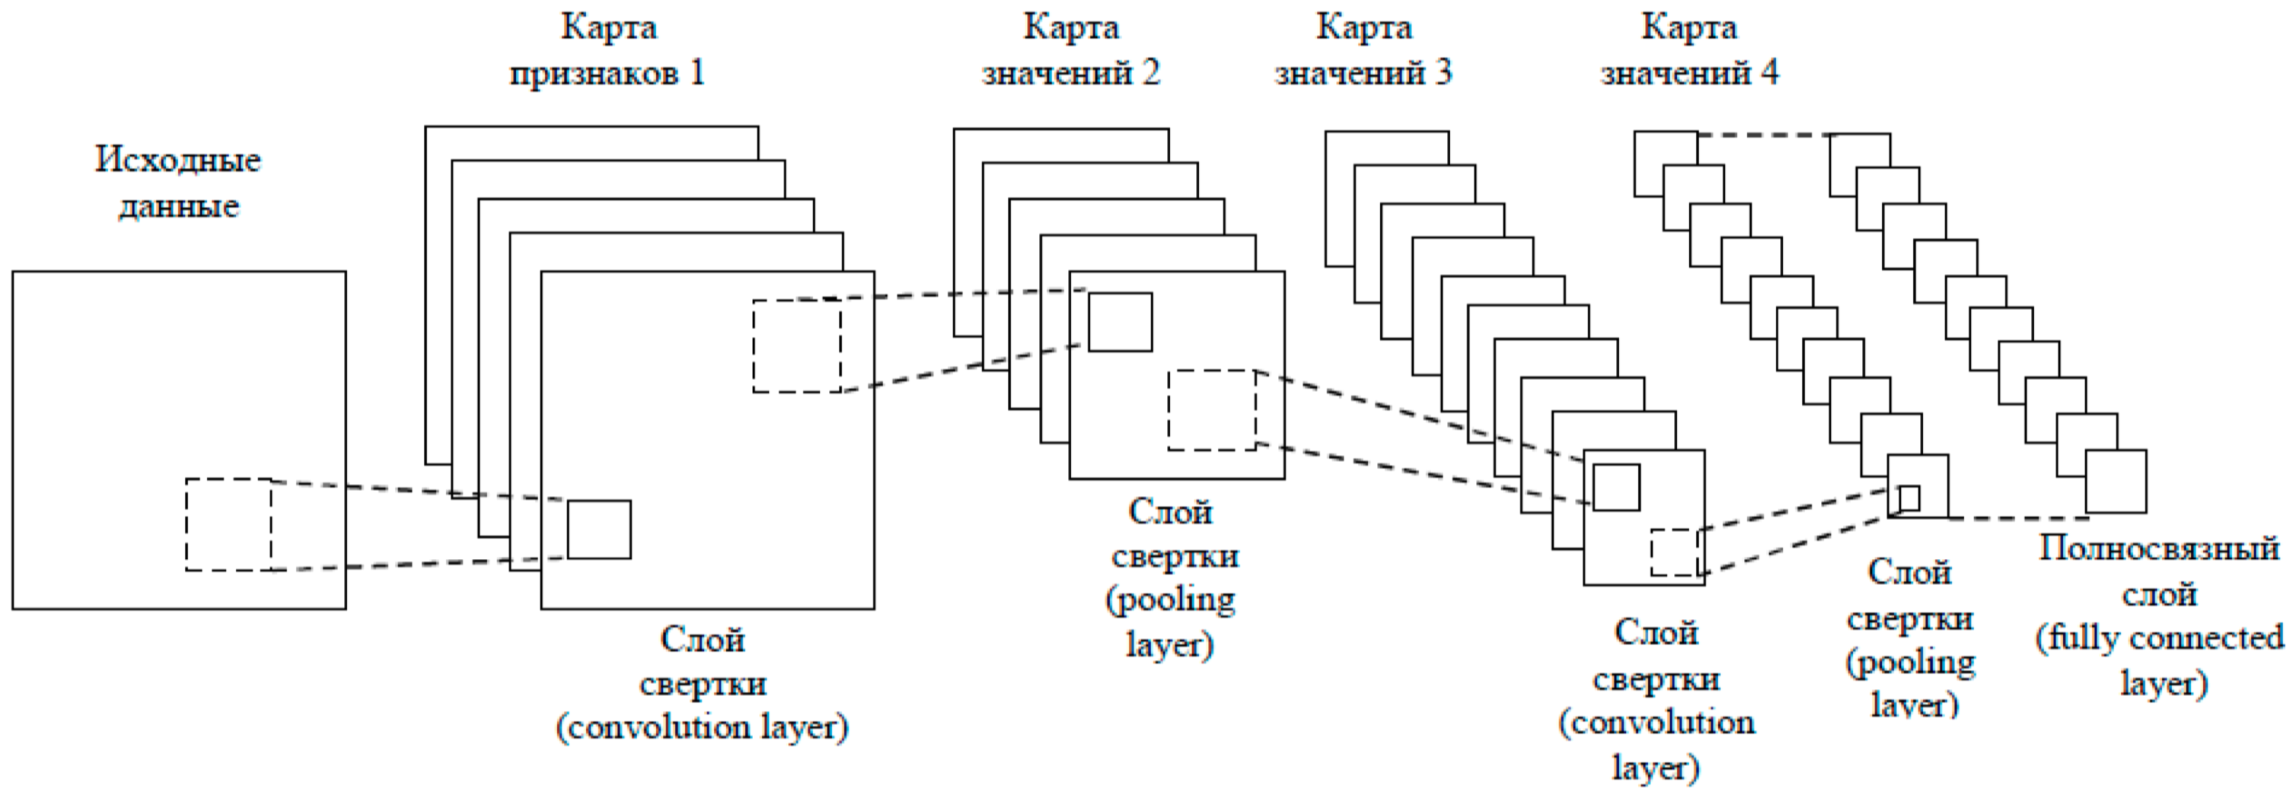 Карта
признаков 1
Карта
значений 2
Карта
значений 3
Карта
значений 4
Исходные
данные
Слой
свертки
(convolution layer)
Слой
свертки
(pooling
layer)
Слой
свертки
(convolution
layer)
Слой
свертки
(pooling
layer)
Полносвязный
слой
(fully connected
layer)